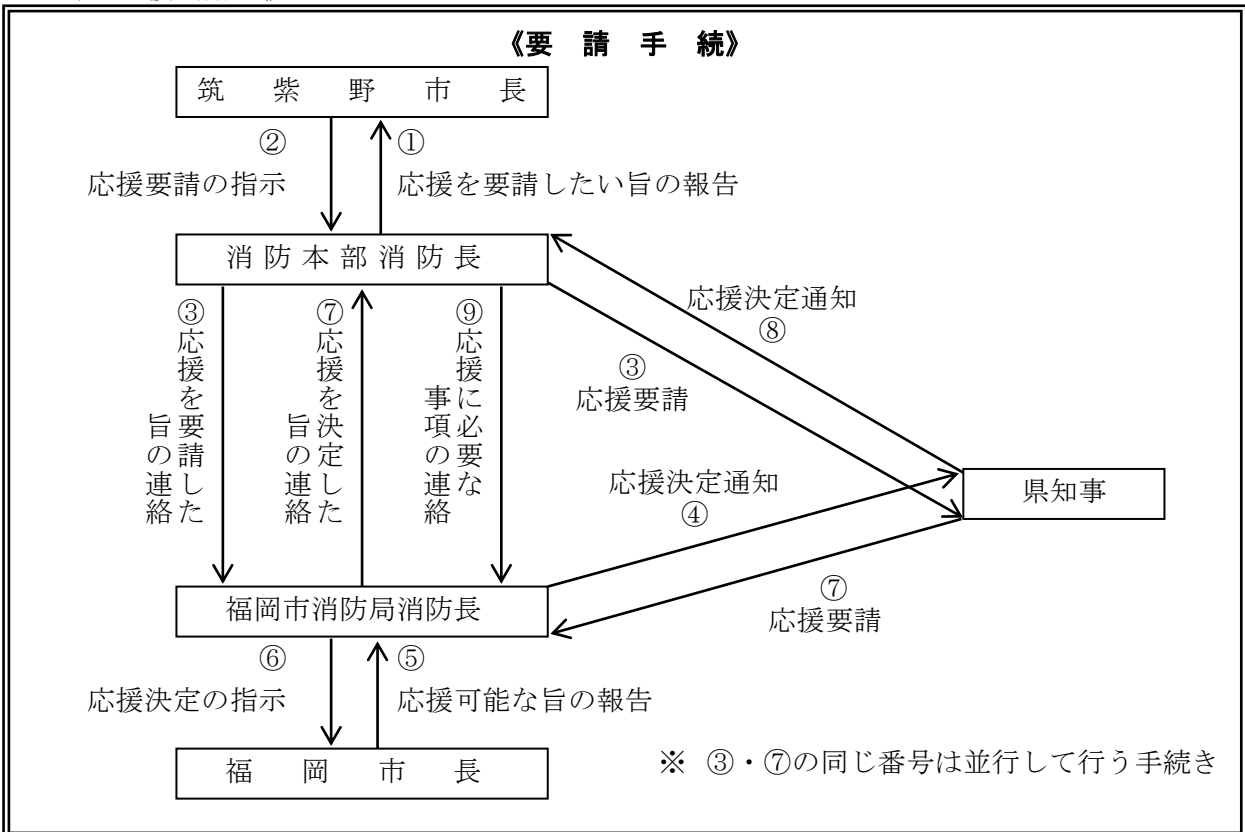 《要 請 手 続》
筑 紫 野 市 長
②
①
応援要請の指示
応援を要請したい旨の報告
消防本部消防長
③応援を要請した
旨の連絡
⑦応援を決定した
旨の連絡
⑨応援に必要な
事項の連絡
応援決定通知
⑧
③
応援要請
応援決定通知
④
県知事
⑦
応援要請
福岡市消防局消防長
⑥
⑤
応援決定の指示
応援可能な旨の報告
福 岡 市 長
※ ③・⑦の同じ番号は並行して行う手続き